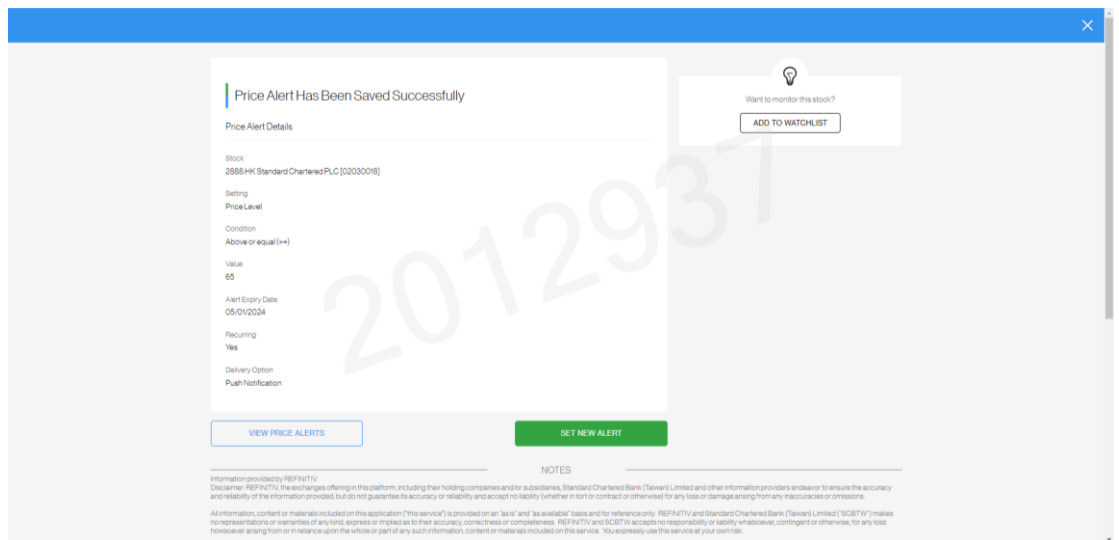 Price Alert Has Been Saved Successfully
Price Alert Details
Stock
2888.HK Standard Chartered PLC [02030018]
Setting
Price Level
Condition
Above or equal (>=)
Value
65
Alert Expiry Date
05/01/2024
Recurring
Yes
Delivery Option
Push Notification
Want to monitor this stock?
ADD TO WATCHLIST
2012937
VIEW PRICE ALERTS
SET NEW ALERT
NOTES
Information provided by REFINITIV.
Disclaimer: REFINITIV, the exchanges offering in this platform, including their holding companies and/or subsidiaries, Standard Chartered Bank (Taiwan) Limited and other information providers endeavor to ensure the accuracy
and reliability of the information provided, but do not guarantee its accuracy or reliability and accept no liability (whether in tort or contract or otherwise) for any loss or damage arising from any inaccuracies or omissions.
All information, content or materials included on this application ("this service") is provided on an "as is" and "as available" basis and for reference only. REFINITIV and Standard Chartered Bank (Taiwan) Limited ("SCBTW") makes
no representations or warranties of any kind, express or implied as to their accuracy, correctness or completeness. REFINITIV and SCBTW accepts no responsibility or liability whatsoever, contingent or otherwise, for any loss
howsoever arising from or in reliance upon the whole or part of any such information, content or materials included on this service. You expressly use this service at your own risk.